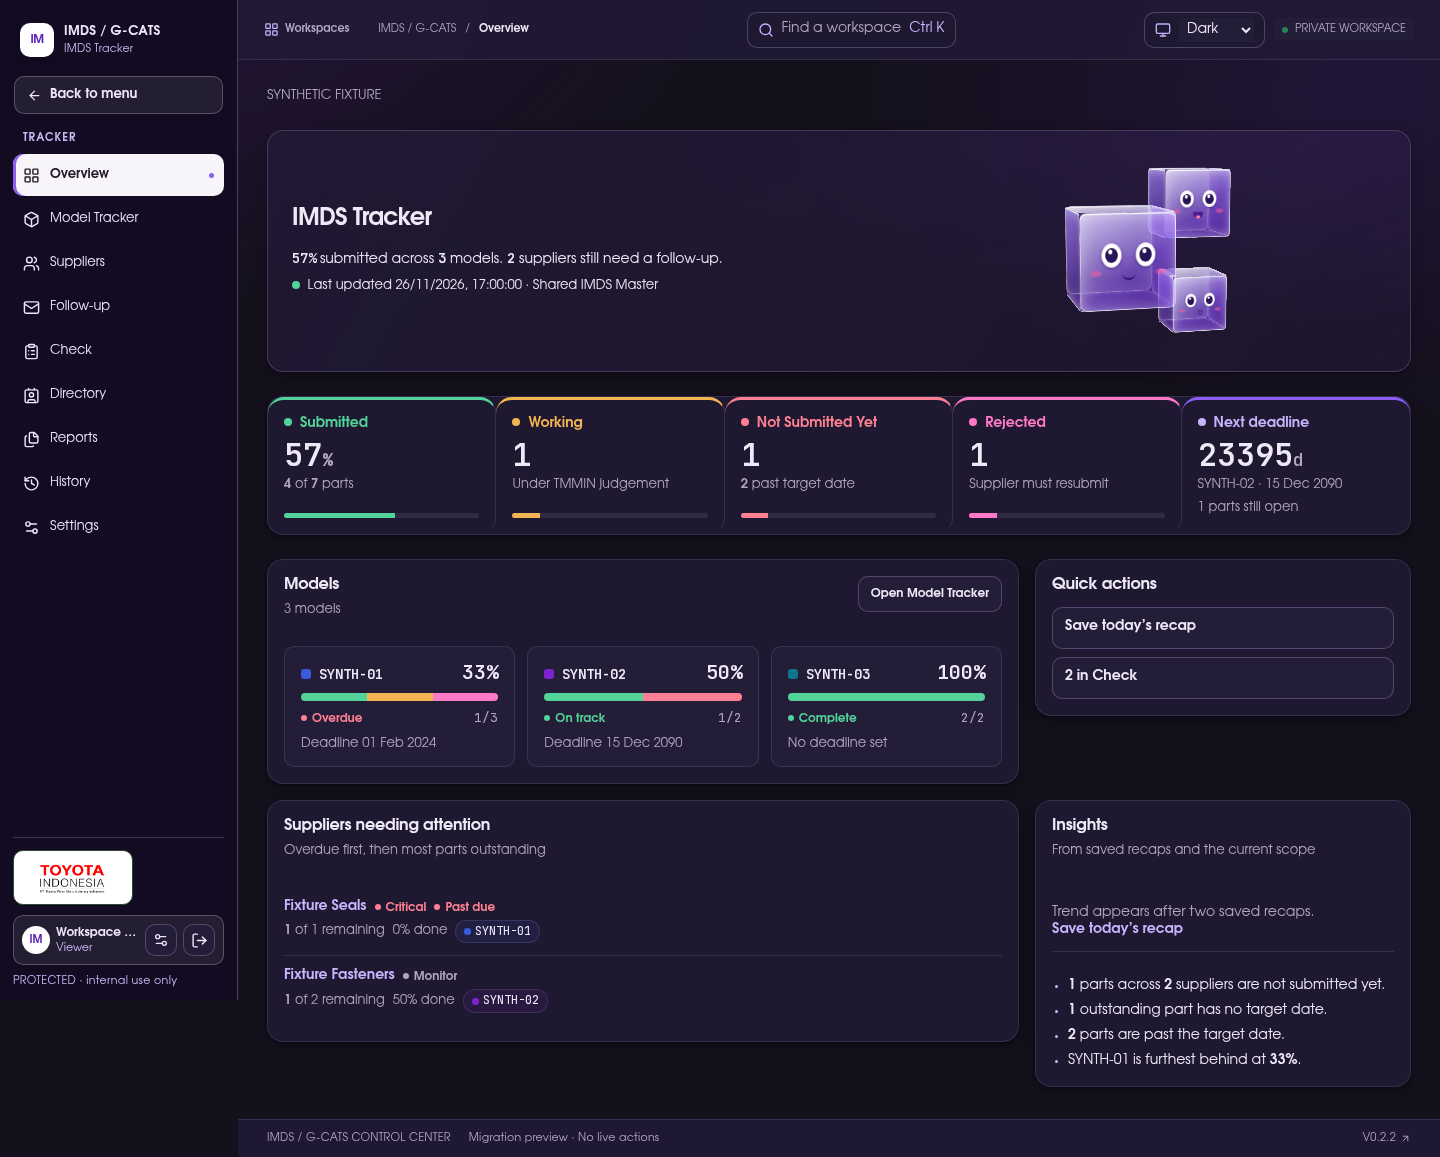 IM
IMDS / G-CATS
IMDS Tracker
Back to menu
TRACKER
Overview
Model Tracker
Suppliers
Follow-up
Check
Directory
Reports
History
Settings
TOYOTA
INDONESIA
IM
Workspace ...
Viewer
PROTECTED · internal use only
Workspaces
IMDS / G-CATS / Overview
Find a workspace Ctrl K
Dark
PRIVATE WORKSPACE
SYNTHETIC FIXTURE
IMDS Tracker
57% submitted across 3 models. 2 suppliers still need a follow-up.
Last updated 26/11/2026, 17:00:00 · Shared IMDS Master
Submitted
57%
4 of 7 parts
Working
1
Under TMMIN judgement
Not Submitted Yet
1
2 past target date
Rejected
1
Supplier must resubmit
Next deadline
23395d
SYNTH-02 · 15 Dec 2090
1 parts still open
Models
3 models
Open Model Tracker
SYNTH-01 33%
Overdue 1/3
Deadline 01 Feb 2024
SYNTH-02 50%
On track 1/2
Deadline 15 Dec 2090
SYNTH-03 100%
Complete 2/2
No deadline set
Quick actions
Save today's recap
2 in Check
Suppliers needing attention
Overdue first, then most parts outstanding
Fixture Seals Critical Past due
1 of 1 remaining 0% done SYNTH-01
Fixture Fasteners Monitor
1 of 2 remaining 50% done SYNTH-02
Insights
From saved recaps and the current scope
Trend appears after two saved recaps.
Save today's recap
1 parts across 2 suppliers are not submitted yet.
1 outstanding part has no target date.
2 parts are past the target date.
SYNTH-01 is furthest behind at 33%.
IMDS / G-CATS CONTROL CENTER Migration preview · No live actions
V0.2.2